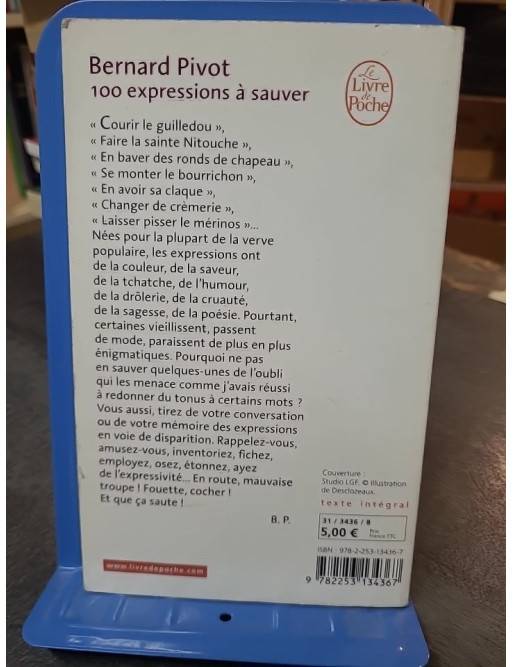 Bernard Pivot
100 expressions à sauver
Le
Livre
de
Poche
« Courir le guilledou »,
« Faire la sainte Nitouche »,
« En baver des ronds de chapeau »,
« Se monter le bourrichon »,
« En avoir sa claque »,
« Changer de crèmerie »,
« Laisser pisser le mérinos »...
Nées pour la plupart de la verve
populaire, les expressions ont
de la couleur, de la saveur,
de la tchatche, de l'humour,
de la drôlerie, de la cruauté,
de la sagesse, de la poésie. Pourtant,
certaines vieillissent, passent
de mode, paraissent de plus en plus
énigmatiques. Pourquoi ne pas
en sauver quelques-unes de l'oubli
qui les menace comme j'avais réussi
à redonner du tonus à certains mots ?
Vous aussi, tirez de votre conversation
ou de votre mémoire des expressions
en voie de disparition. Rappelez-vous,
amusez-vous, inventoriez, fichez,
employez, osez, étonnez, ayez
de l'expressivité... En route, mauvaise
troupe ! Fouette, cocher !
Et que ça saute !
B. P.
Couverture :
Studio LGF. © Illustration
de Desclozeaux.
texte intégral
31 / 3436 / 8
5,00 € Prix
France TTC
ISBN : 978-2-253-13436-7
9 782253 134367
www.livredepoche.com